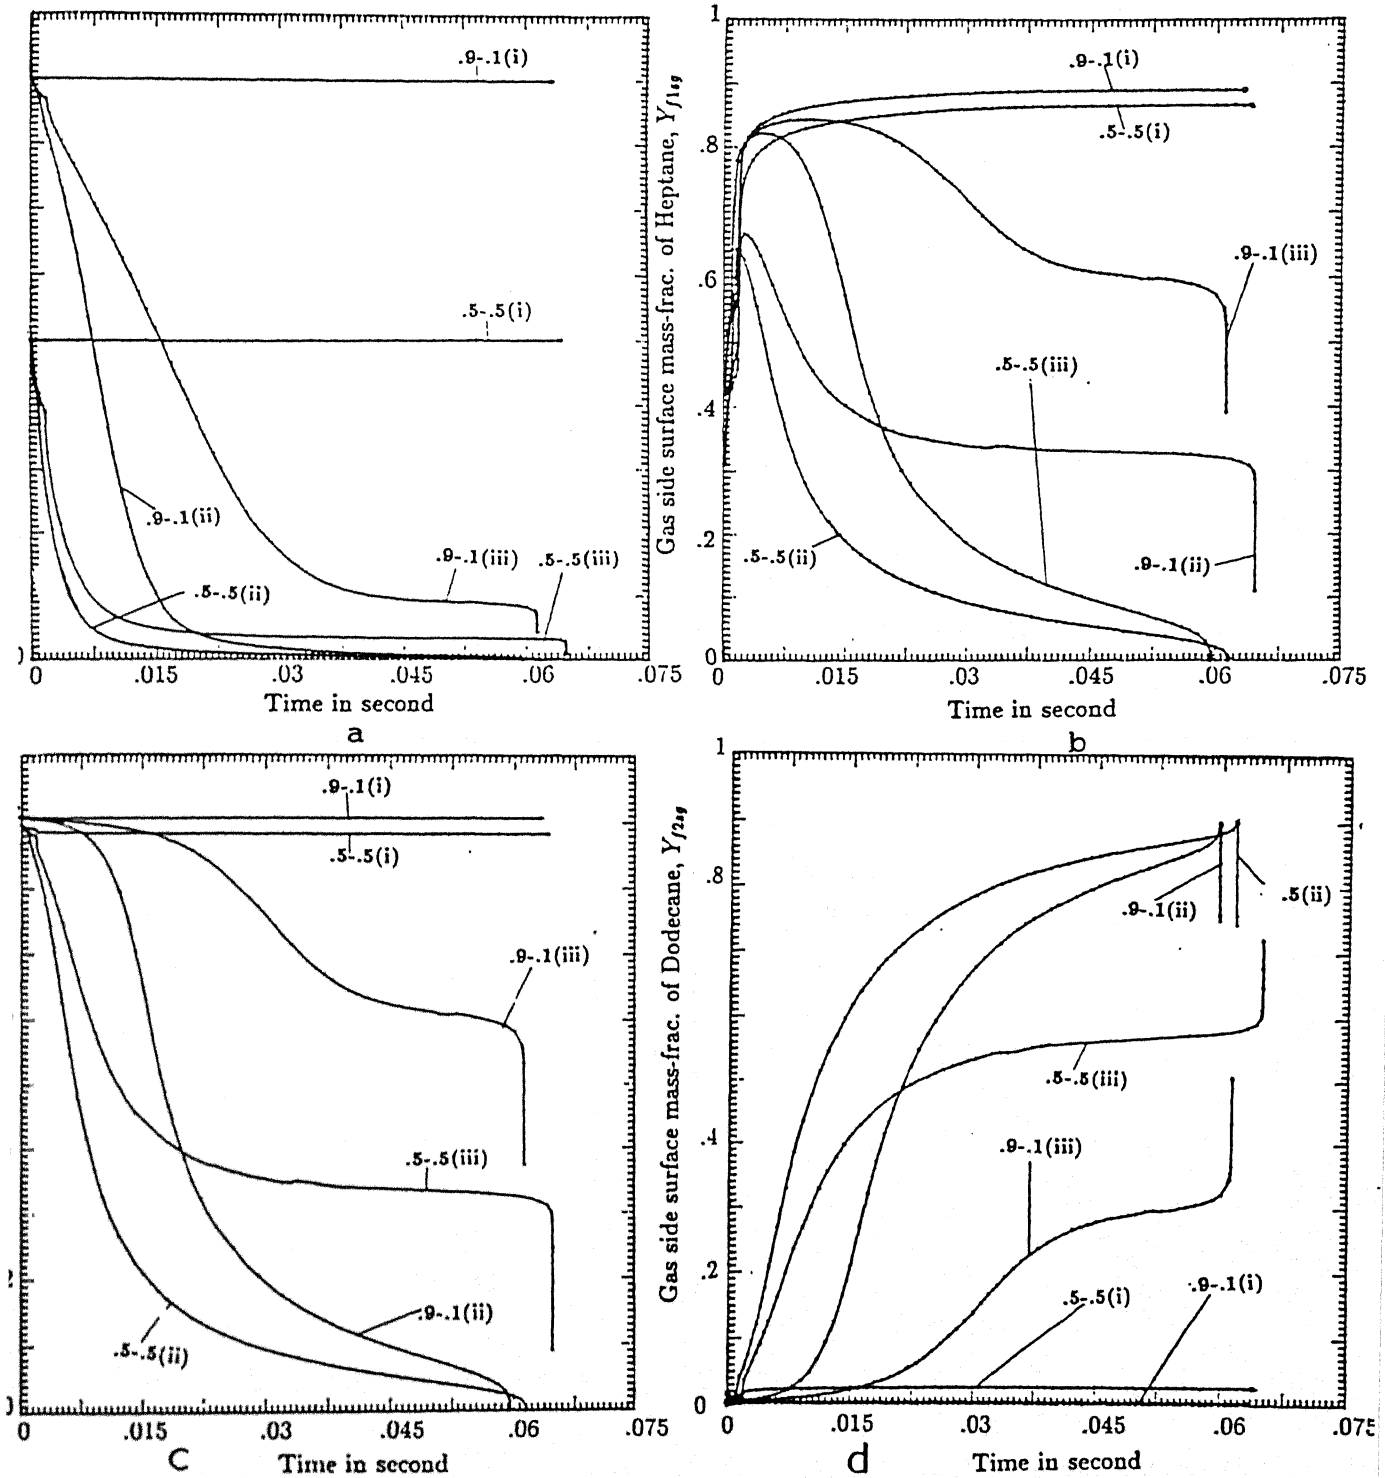 .9-.1(i)
.5-.5(i)
.9-.1(ii)
.9-.1(iii)
.5-.5(iii)
.5-.5(ii)
0 .015 .03 .045 .06 .075
Time in second
a
Gas side surface mass-frac. of Heptane, Yf1sg
1
.8
.6
.4
.2
0
.9-.1(i)
.5-.5(i)
.9-.1(iii)
.5-.5(iii)
.5-.5(ii)
.9-.1(ii)
0 .015 .03 .045 .06 .075
Time in second
b
.9-.1(i)
.5-.5(i)
.9-.1(iii)
.5-.5(iii)
.9-.1(ii)
.5-.5(ii)
0 .015 .03 .045 .06 .075
C Time in second
Gas side surface mass-frac. of Dodecane, Yf2sg
1
.8
.4
.2
0
.9-.1(ii)
.5(ii)
.5-.5(iii)
.9-.1(iii)
.5-.5(i)
.9-.1(i)
0 .015 .03 .045 .06 .075
d Time in second